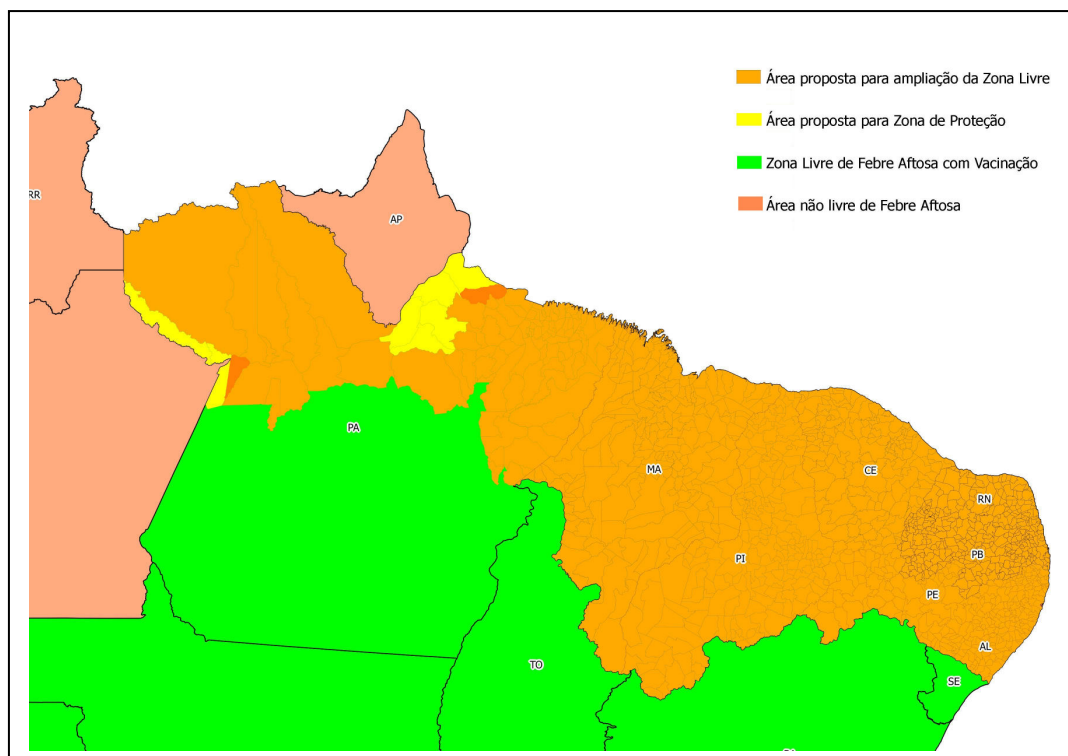 Área proposta para ampliação da Zona Livre
Área proposta para Zona de Proteção
Zona Livre de Febre Aftosa com Vacinação
Área não livre de Febre Aftosa
RR
AP
PA
MA
CE
RN
PB
PI
PE
AL
TO
SE